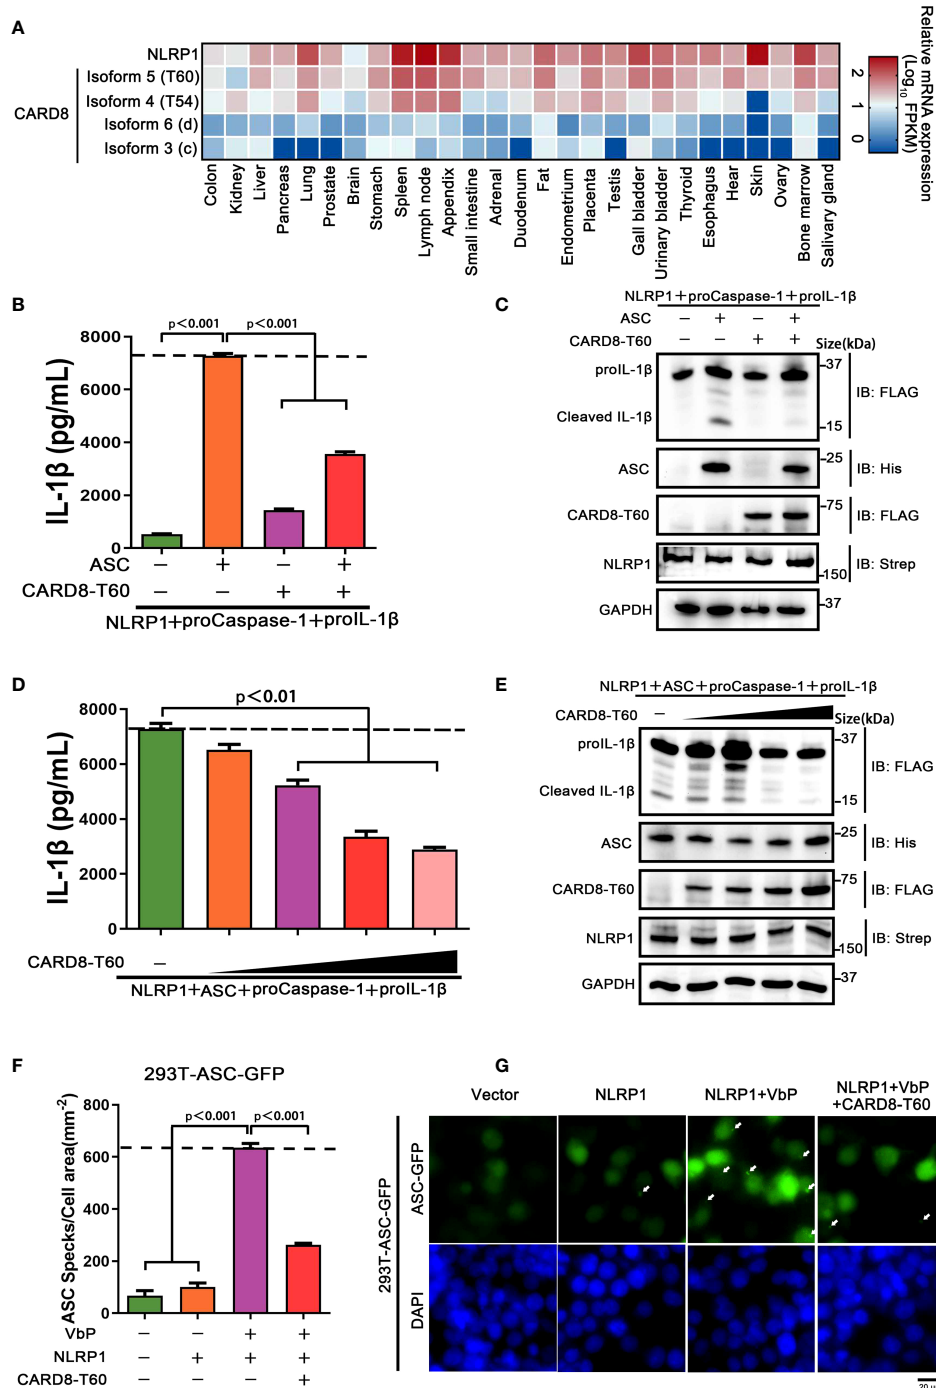 A
CARD8
NLRP1
Isoform 5 (T60)
Isoform 4 (T54)
Isoform 6 (d)
Isoform 3 (c)
Colon
Kidney
Liver
Pancreas
Lung
Prostate
Brain
Stomach
Spleen
Lymph node
Appendix
Small intestine
Adrenal
Duodenum
Fat
Endometrium
Placenta
Testis
Gall bladder
Urinary bladder
Thyroid
Esophagus
Hear
Skin
Ovary
Bone marrow
Salivary gland
2
1
0
Relative mRNA expression
(Log10 FPKM)
B
p<0.001 p<0.001
IL-1β (pg/mL)
8000
6000
4000
2000
0
ASC – + – +
CARD8-T60 – – + +
NLRP1+proCaspase-1+proIL-1β
C
NLRP1+proCaspase-1+proIL-1β
ASC – + – +
CARD8-T60 – – + + Size(kDa)
proIL-1β -37
IB: FLAG
Cleaved IL-1β -15
ASC -25 IB: His
CARD8-T60 -75 IB: FLAG
NLRP1 -150 IB: Strep
GAPDH -37
D
p<0.01
IL-1β (pg/mL)
8000
6000
4000
2000
0
CARD8-T60 –
NLRP1+ASC+proCaspase-1+proIL-1β
E
NLRP1+ASC+proCaspase-1+proIL-1β
CARD8-T60 – Size(kDa)
proIL-1β -37
IB: FLAG
Cleaved IL-1β -15
ASC -25 IB: His
CARD8-T60 -75 IB: FLAG
NLRP1 -150 IB: Strep
GAPDH -37
F
293T-ASC-GFP
p<0.001 p<0.001
ASC Specks/Cell area(mm-2)
800
600
400
200
0
VbP – – + +
NLRP1 – + + +
CARD8-T60 – – – +
G
Vector NLRP1 NLRP1+VbP NLRP1+VbP
+CARD8-T60
293T-ASC-GFP
ASC-GFP
DAPI